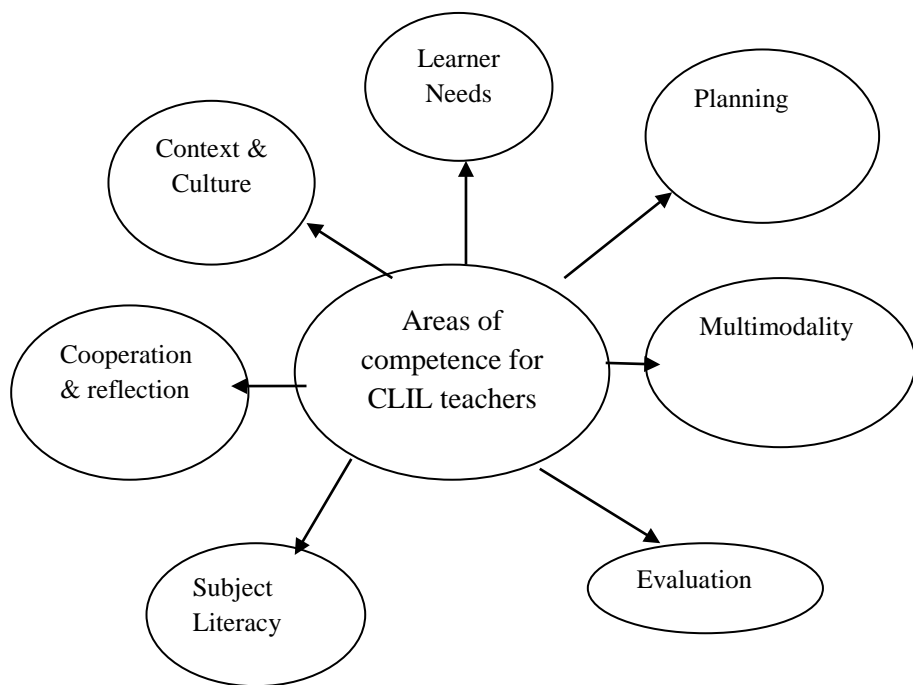 Learner
Needs
Planning
Context &
Culture
Areas of
competence for
CLIL teachers
Multimodality
Cooperation
& reflection
Subject
Literacy
Evaluation